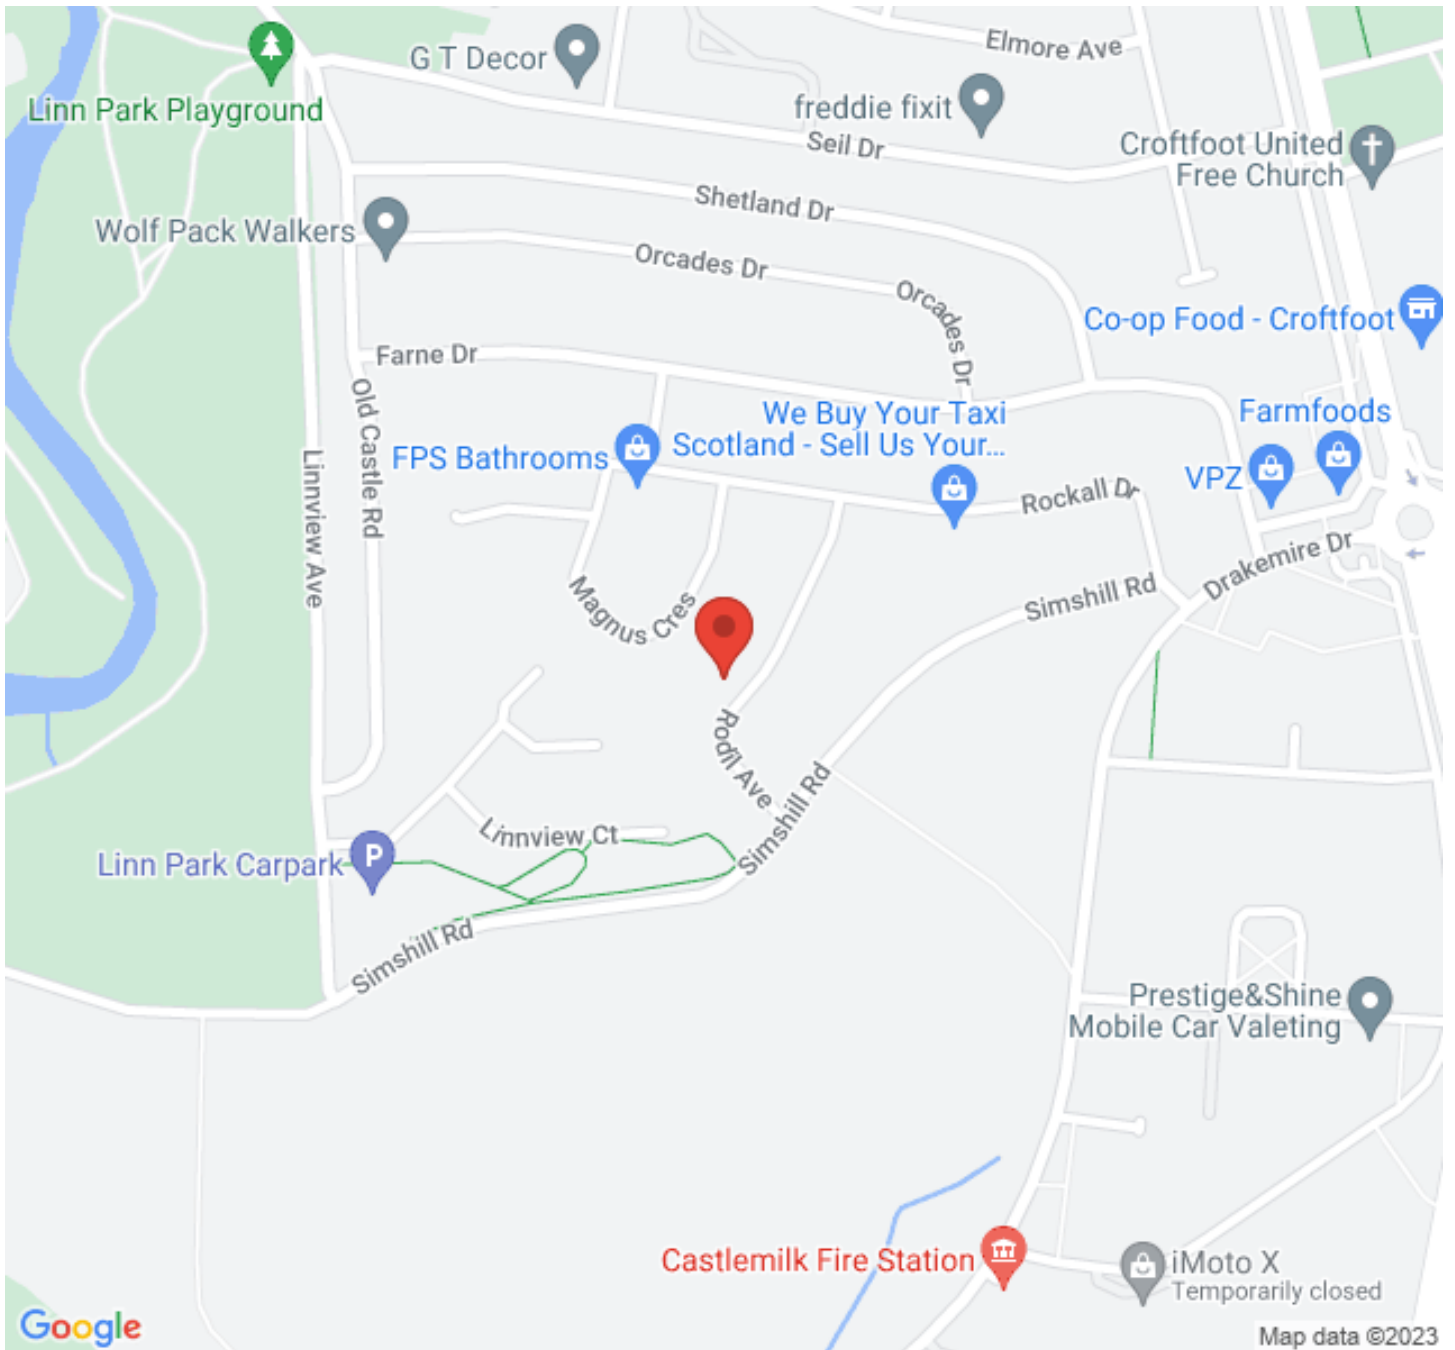 Elmore Ave
G T Decor
Linn Park Playground
freddie fixit
Seil Dr
Croftfoot United
Free Church
Shetland Dr
Wolf Pack Walkers
Orcades Dr
Orcades Dr
Co-op Food - Croftfoot
Farne Dr
Old Castle Rd
We Buy Your Taxi
Scotland - Sell Us Your...
Farmfoods
FPS Bathrooms
VPZ
Rockall Dr
Linnview Ave
Drakemire Dr
Simshill Rd
Magnus Cres
Rodil Ave
Simshill Rd
Linnview Ct
Linn Park Carpark
P
Simshill Rd
Prestige&Shine
Mobile Car Valeting
Castlemilk Fire Station
iMoto X
Temporarily closed
Google
Map data ©2023